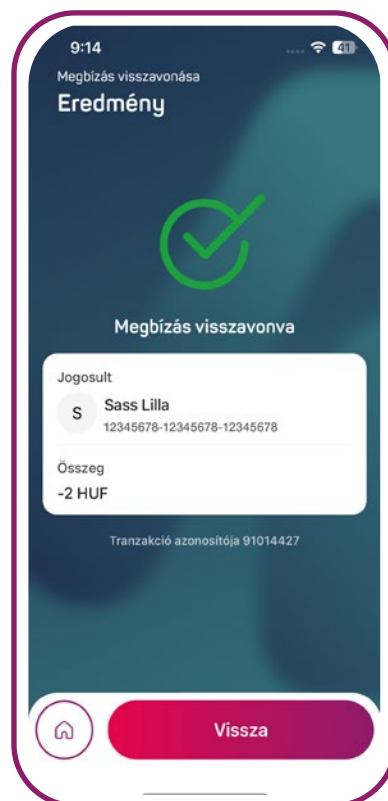 9:14
41
Megbízás visszavonása
Eredmény
Megbízás visszavonva
Jogosult
S
Sass Lilla
12345678-12345678-12345678
Összeg
-2 HUF
Tranzakció azonosítója 91014427
Vissza